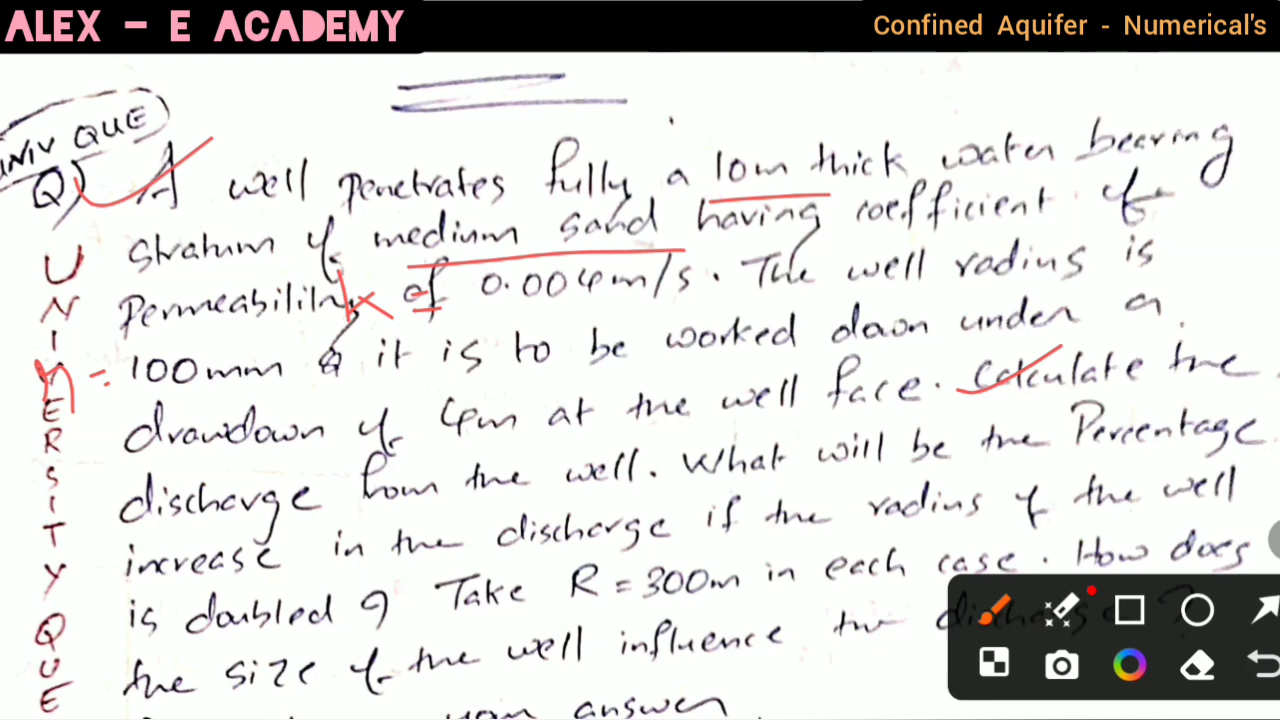 ALEX - E ACADEMY
Confined Aquifer - Numerical's
UNIV QUE
Q) A well penetrates fully a 10m thick water bearing
stratum of medium sand having coefficient of
Permeability k of 0.004m/s. The well radius is
r = 100mm & it is to be worked down under a
drawdown of 4m at the well face. Calculate the
discharge from the well. What will be the Percentage
increase in the discharge if the radius of the well
is doubled ? Take R = 300m in each case. How does
the size of the well influence the discharge ?
your answer
UNIVERSITY QUE